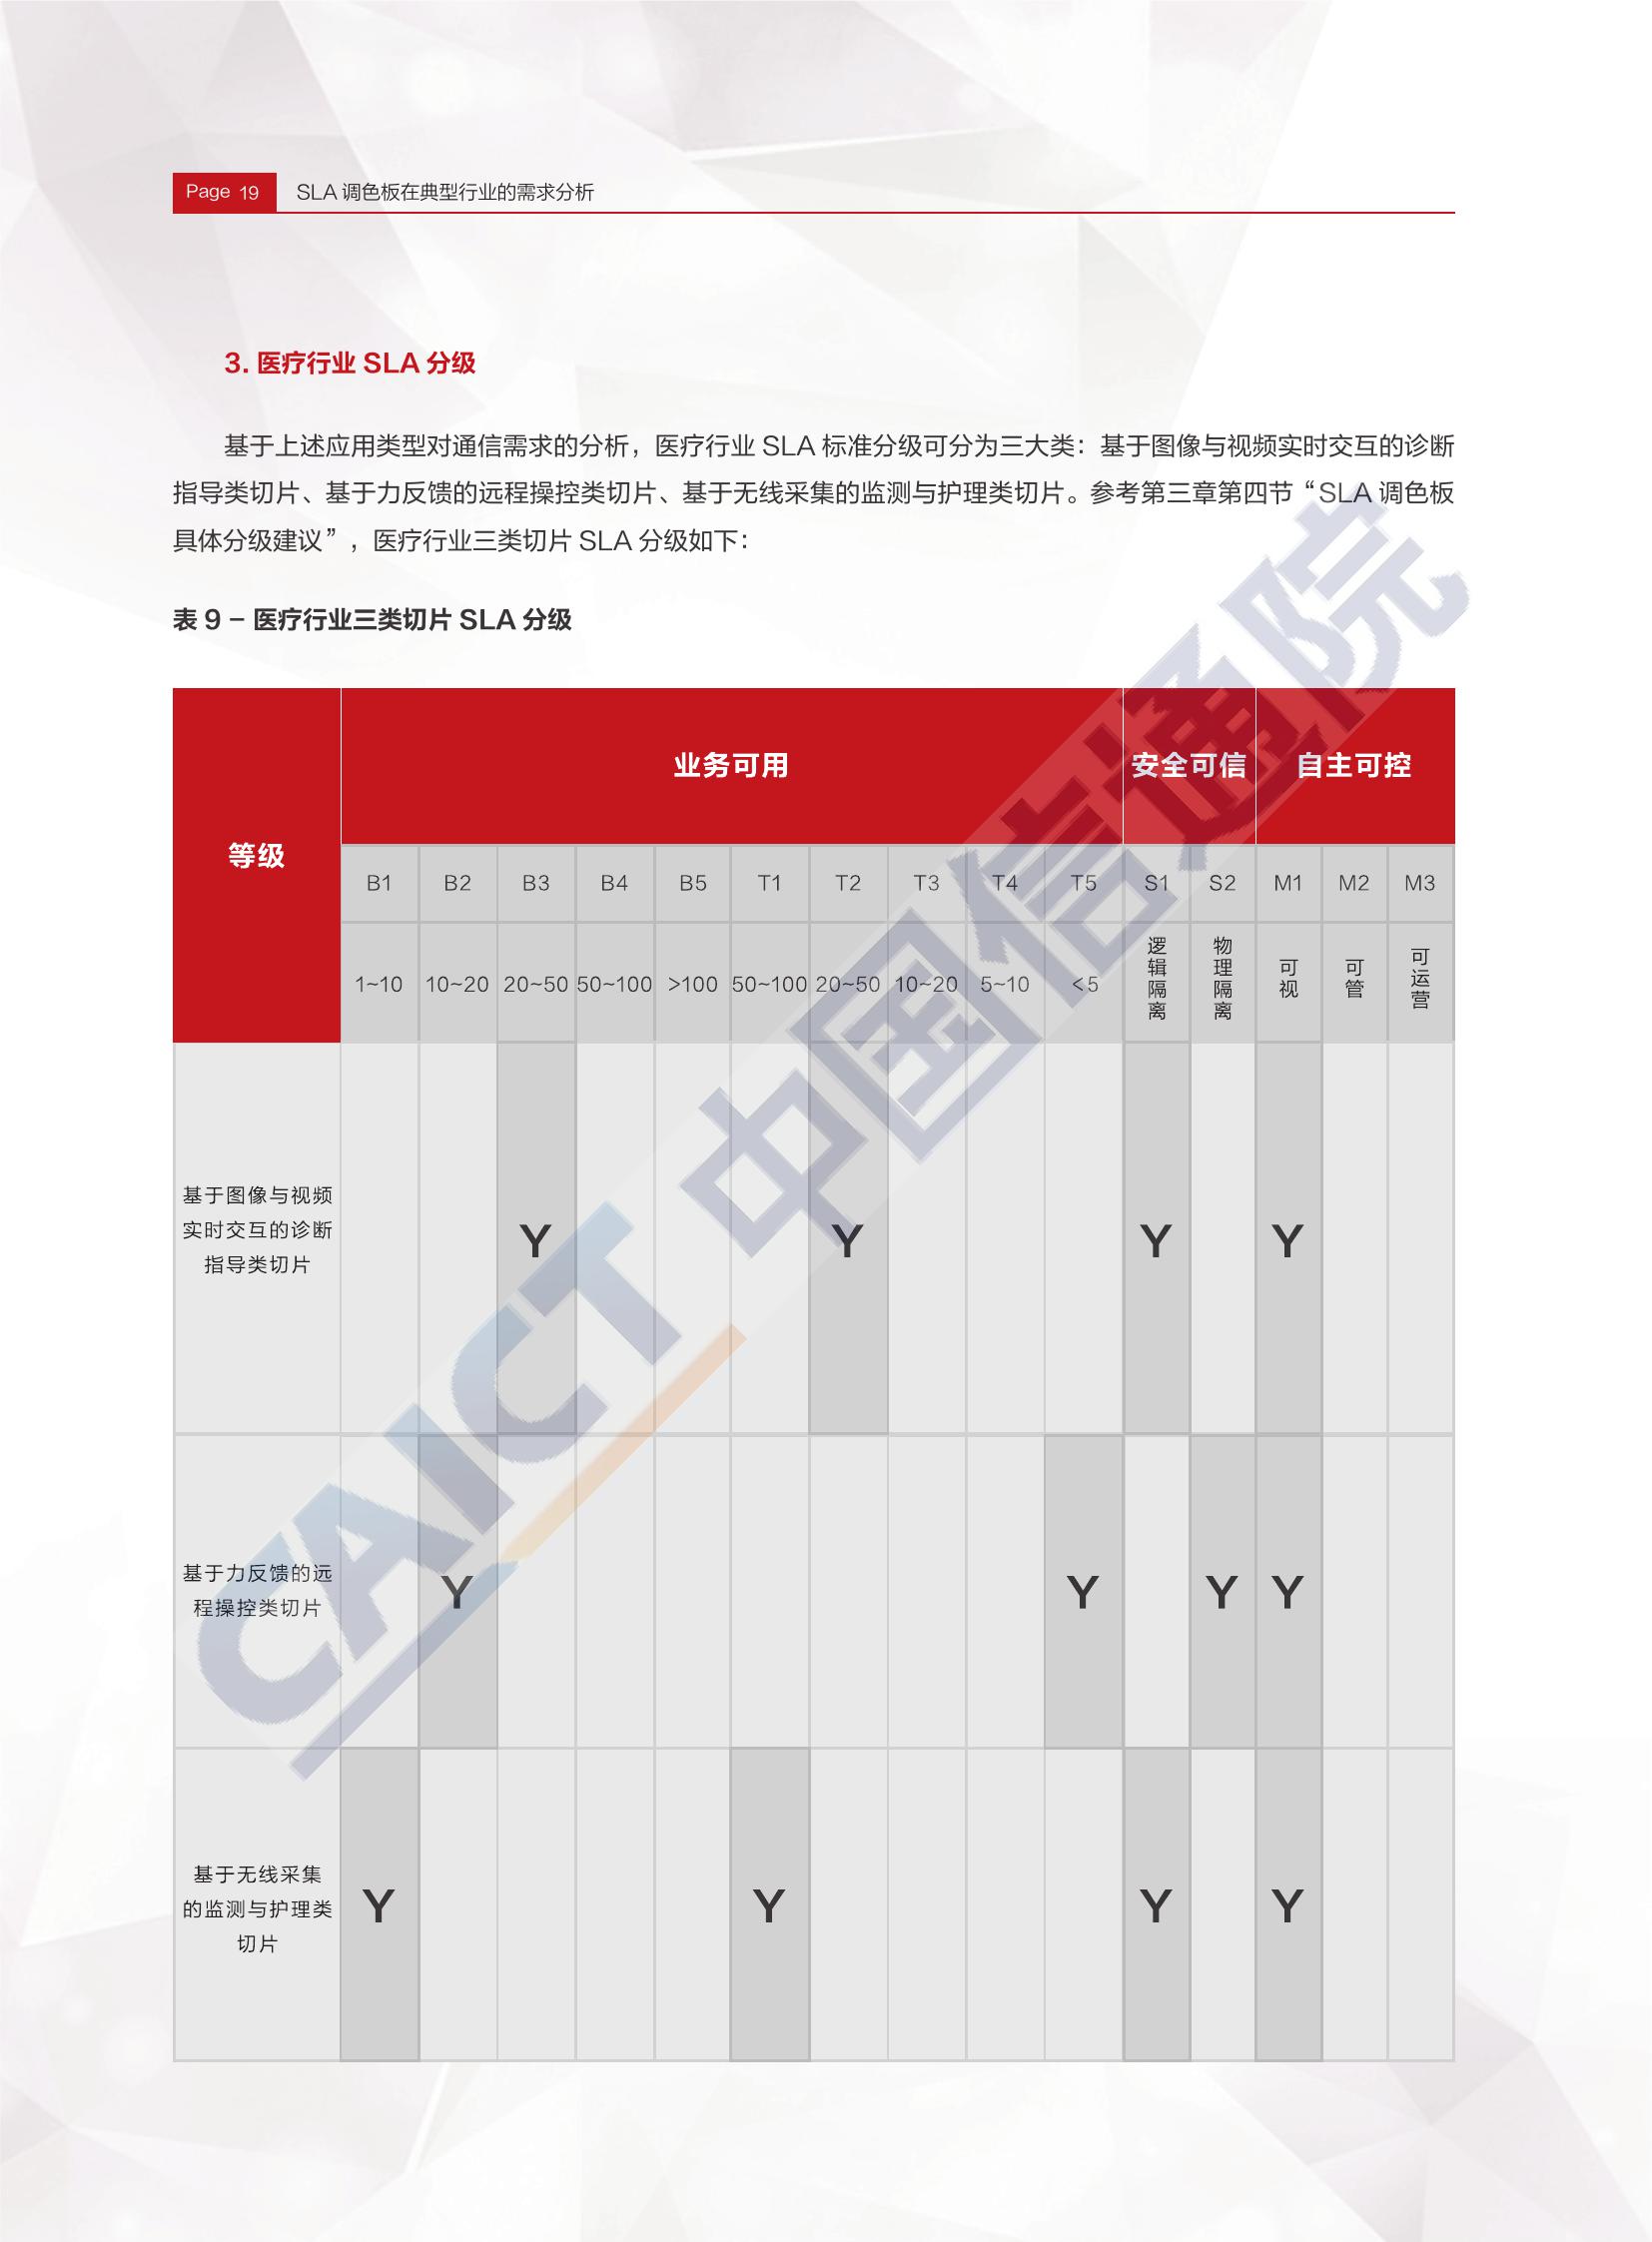 Page 19 SLA 调色板在典型行业的需求分析
3. 医疗行业 SLA 分级
基于上述应用类型对通信需求的分析，医疗行业 SLA 标准分级可分为三大类：基于图像与视频实时交互的诊断
指导类切片、基于力反馈的远程操控类切片、基于无线采集的监测与护理类切片。参考第三章第四节“SLA 调色板
具体分级建议”，医疗行业三类切片 SLA 分级如下：
表 9 – 医疗行业三类切片 SLA 分级
等级 业务可用 安全可信 自主可控
B1 B2 B3 B4 B5 T1 T2 T3 T4 T5 S1 S2 M1 M2 M3
1~10 10~20 20~50 50~100 >100 50~100 20~50 10~20 5~10 <5 逻辑隔离 物理隔离 可视 可管 可运营
基于图像与视频
实时交互的诊断
指导类切片
Y Y Y Y
基于力反馈的远
程操控类切片
Y Y Y Y
基于无线采集
的监测与护理类
切片
Y Y Y Y
CAICT 中国信通院